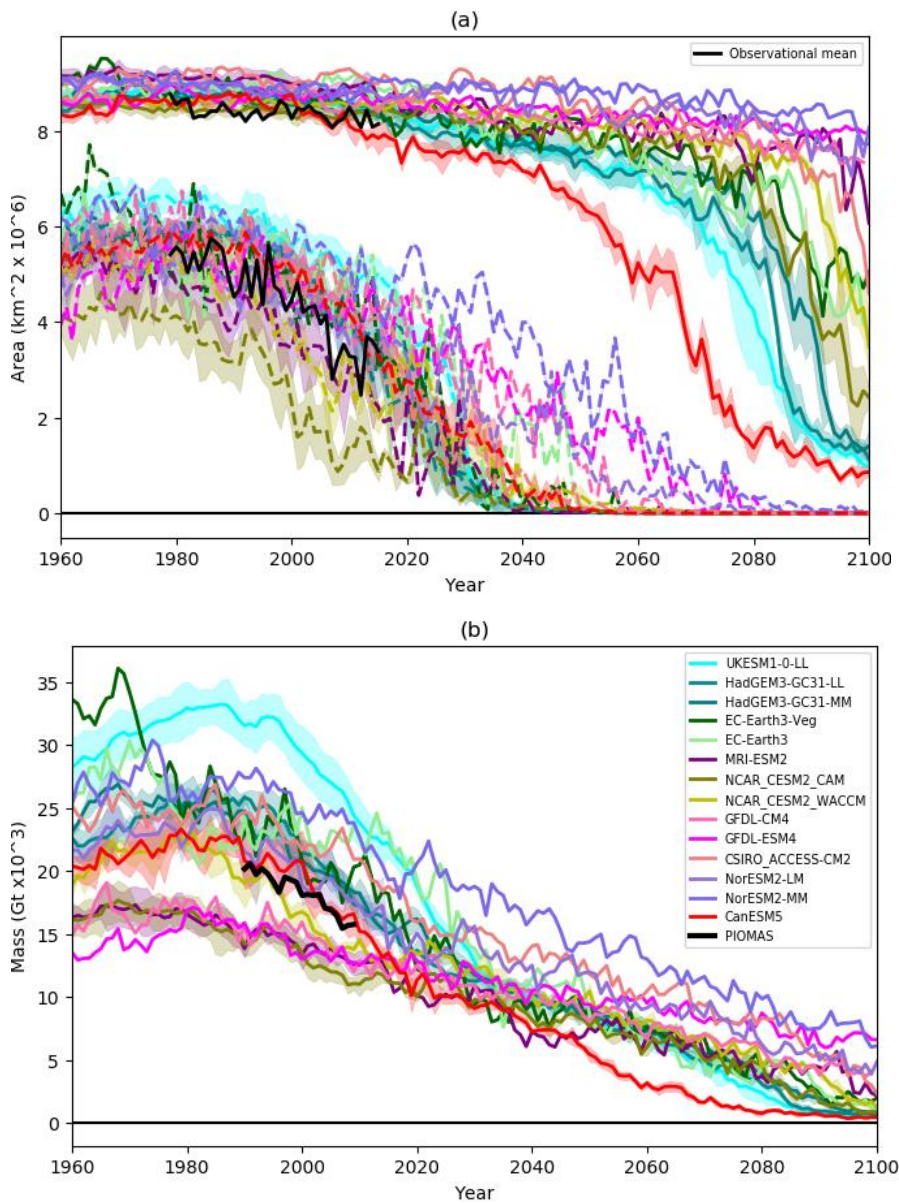 (a)
Observational mean
8
6
4
2
0
Area (km^2 x 10^6)
1960 1980 2000 2020 2040 2060 2080 2100
Year
(b)
UKESM1-0-LL
HadGEM3-GC31-LL
HadGEM3-GC31-MM
EC-Earth3-Veg
EC-Earth3
MRI-ESM2
NCAR_CESM2_CAM
NCAR_CESM2_WACCM
GFDL-CM4
GFDL-ESM4
CSIRO_ACCESS-CM2
NorESM2-LM
NorESM2-MM
CanESM5
PIOMAS
35
30
25
20
15
10
5
0
Mass (Gt x10^3)
1960 1980 2000 2020 2040 2060 2080 2100
Year